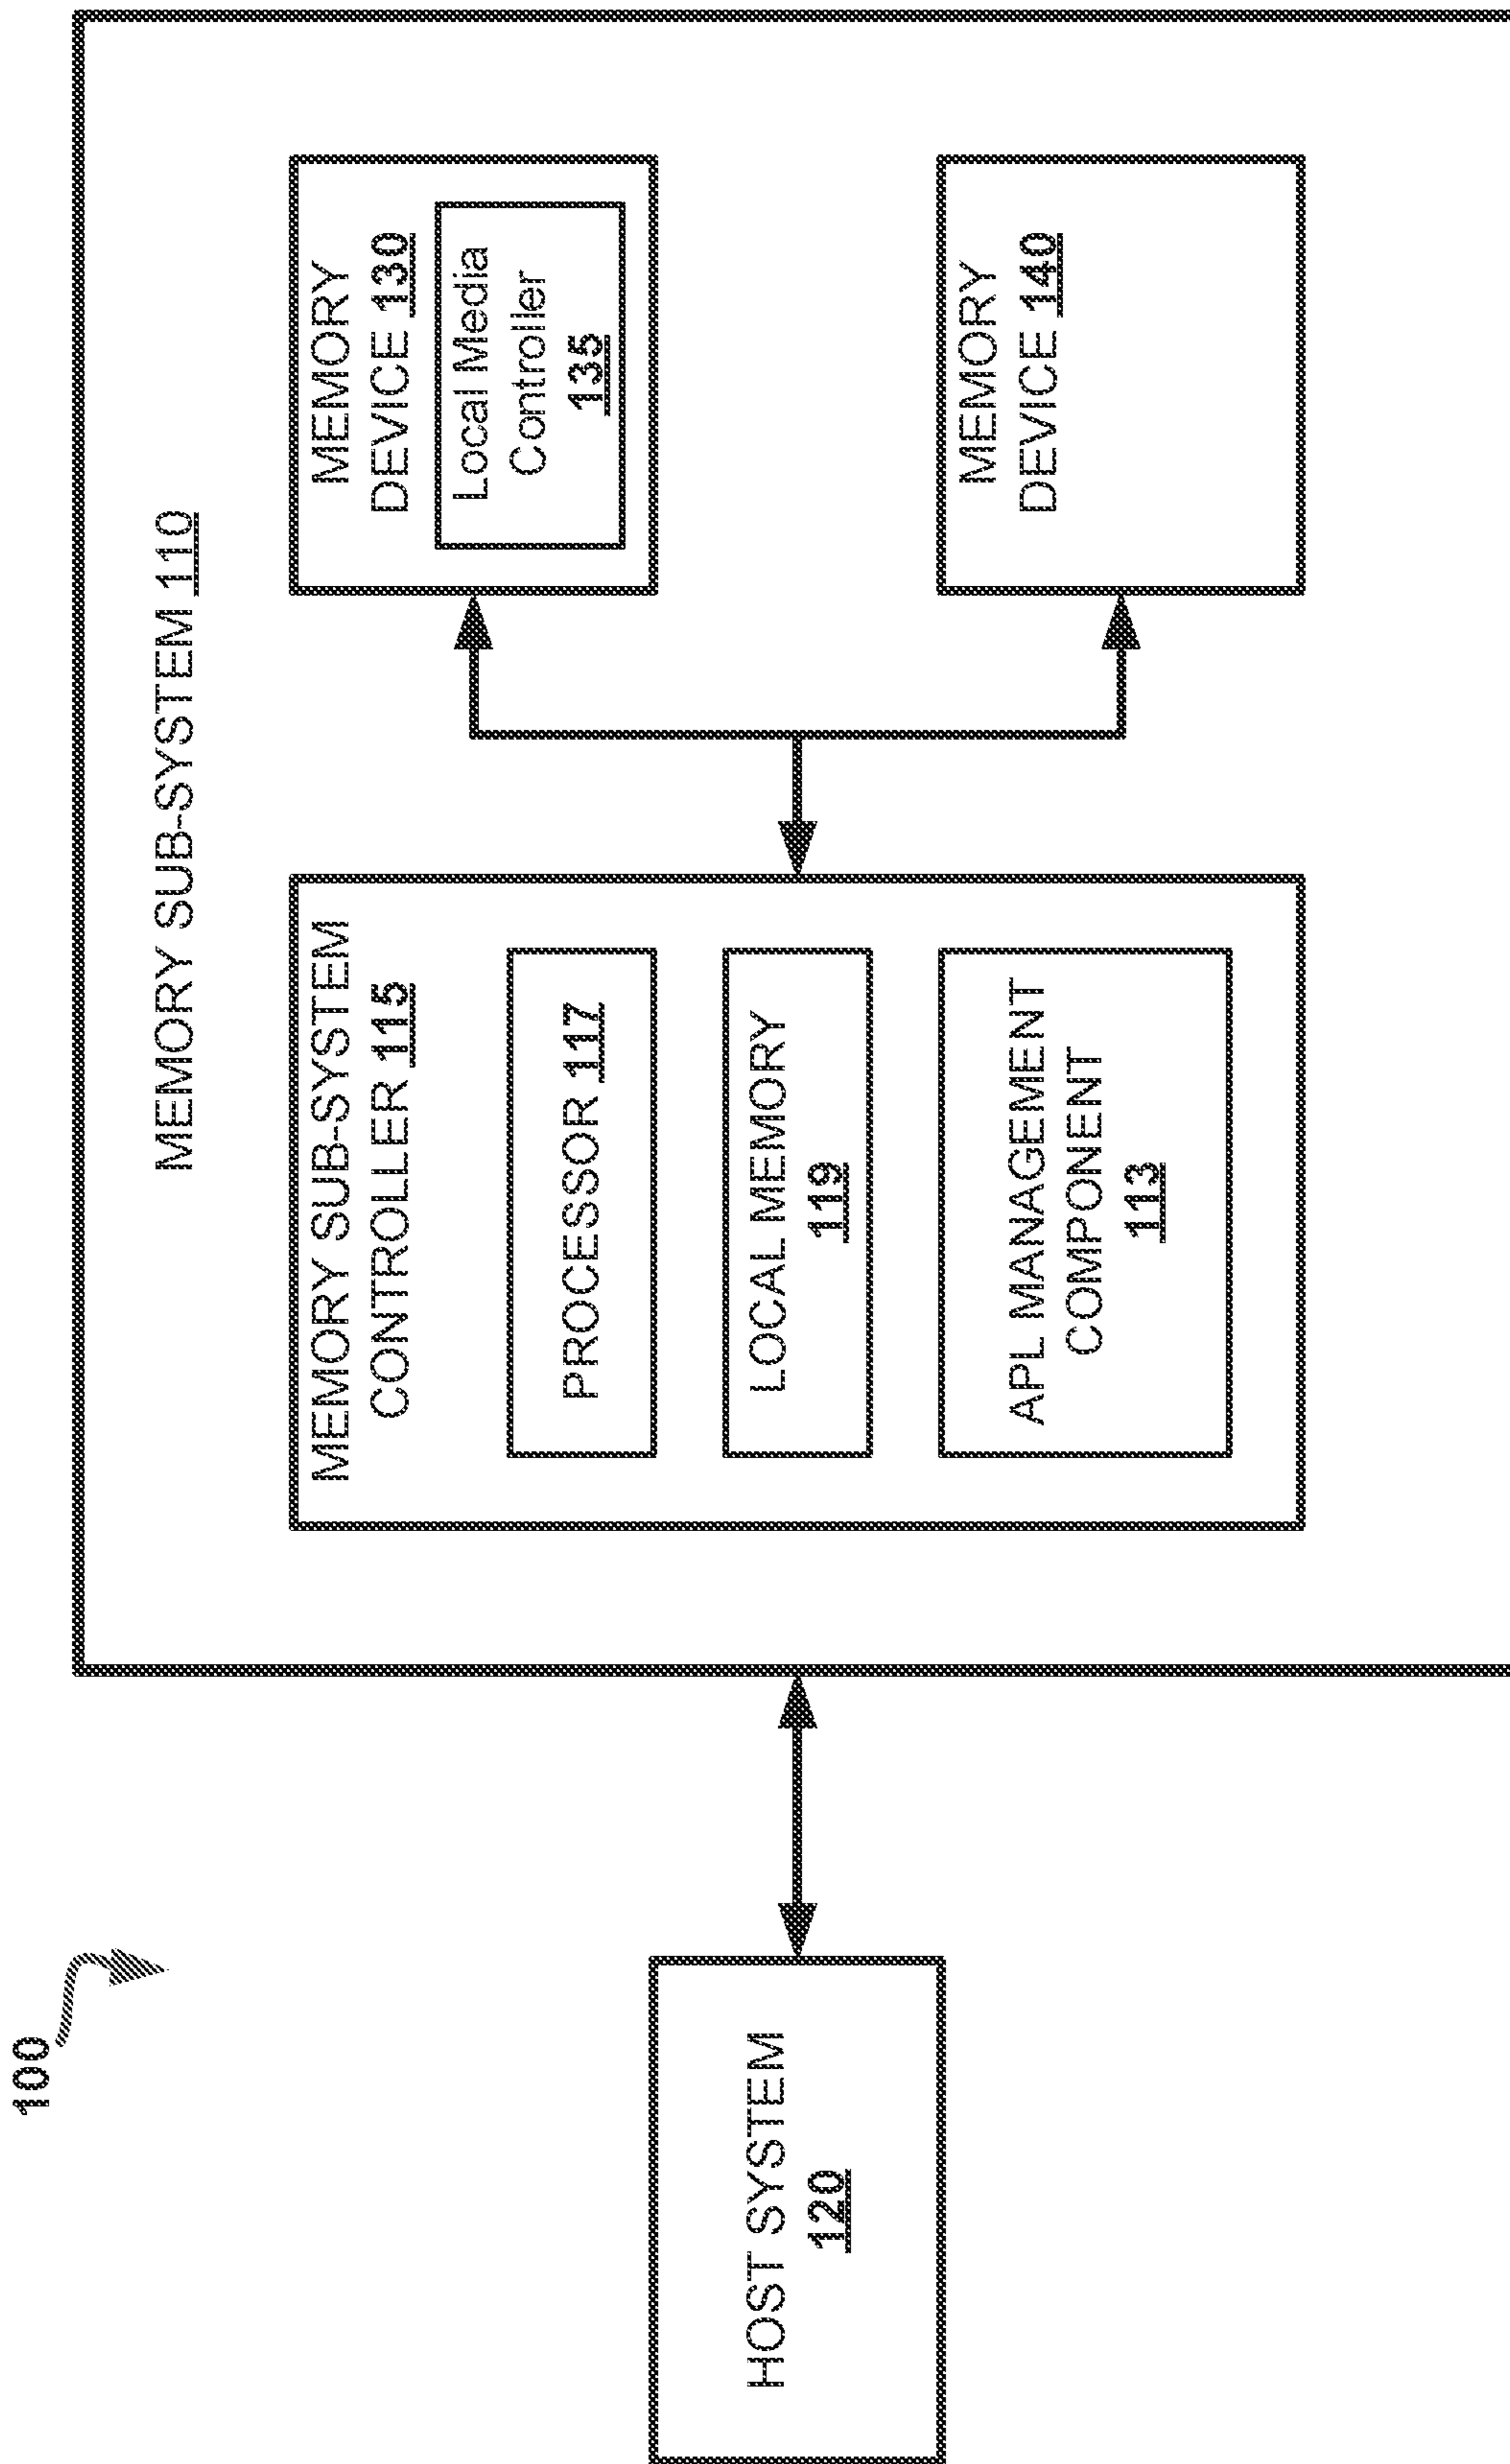 100
MEMORY SUB-SYSTEM 110
HOST SYSTEM
120
MEMORY SUB-SYSTEM
CONTROLLER 115
PROCESSOR 117
LOCAL MEMORY
119
APL MANAGEMENT
COMPONENT
113
MEMORY
DEVICE 130
Local Media
Controller
135
MEMORY
DEVICE 140